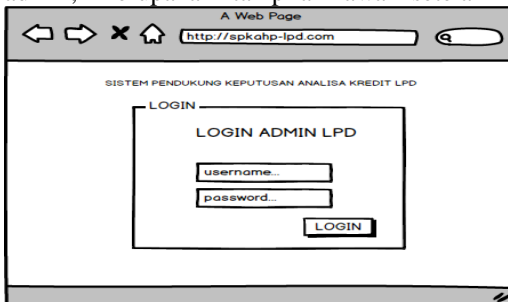 A Web Page
http://spkahp-lpd.com
SISTEM PENDUKUNG KEPUTUSAN ANALISA KREDIT LPD
LOGIN
LOGIN ADMIN LPD
username...
password...
LOGIN